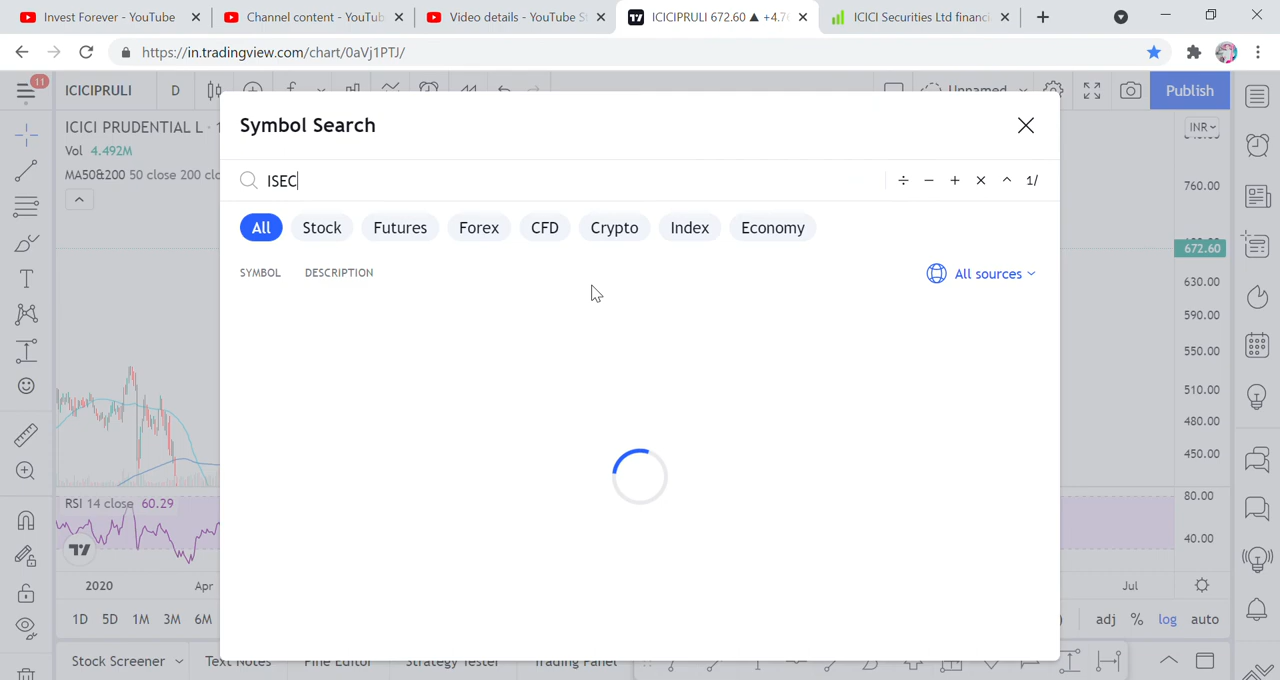 Invest Forever - YouTube
Channel content - YouTub
Video details - YouTube S
ICICIPRULI 672.60 ▲ +4.7
ICICI Securities Ltd financi
https://in.tradingview.com/chart/0aVj1PTJ/
11
ICICIPRULI
D
Unnamed
Publish
ICICI PRUDENTIAL L · 1
INR
Vol 4.492M
MA50&200 50 close 200 clo
Symbol Search
ISEC
÷ − + × ^ 1/
All
Stock
Futures
Forex
CFD
Crypto
Index
Economy
SYMBOL
DESCRIPTION
All sources
760.00
672.60
630.00
590.00
550.00
510.00
480.00
450.00
RSI 14 close 60.29
80.00
40.00
2020
Apr
Jul
1D 5D 1M 3M 6M
adj % log auto
Stock Screener
Text Notes
Pine Editor
Strategy Tester
Trading Panel